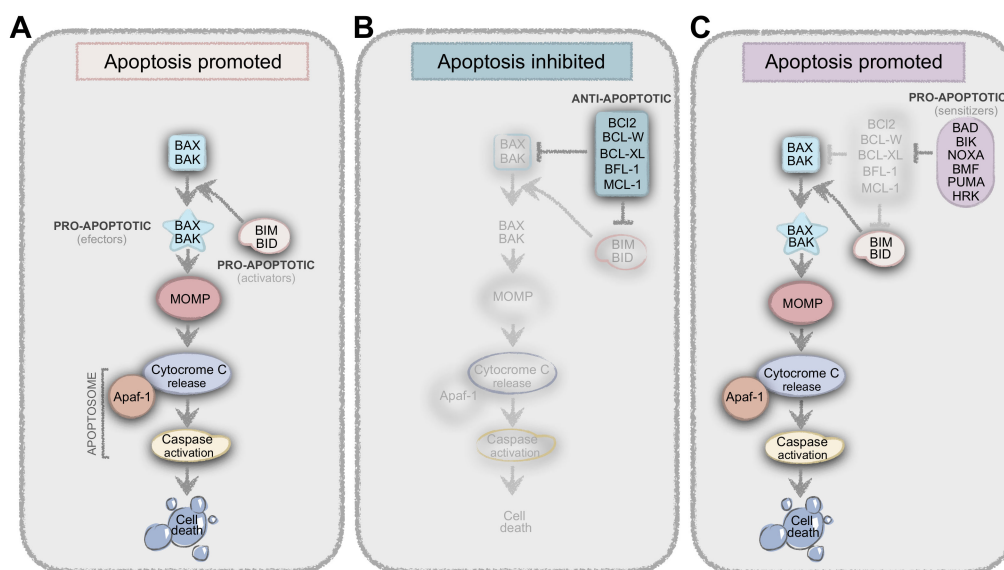 A
Apoptosis promoted
BAX
BAK
PRO-APOPTOTIC
(efectors)
BAX
BAK
BIM
BID
PRO-APOPTOTIC
(activators)
MOMP
Cytocrome C
release
Apaf-1
APOPTOSOME
Caspase
activation
Cell
death
B
Apoptosis inhibited
ANTI-APOPTOTIC
BCl2
BCL-W
BCL-XL
BFL-1
MCL-1
BAX
BAK
BAX
BAK
BIM
BID
MOMP
Cytocrome C
release
Apaf-1
Caspase
activation
Cell
death
C
Apoptosis promoted
PRO-APOPTOTIC
(sensitizers)
BAD
BIK
NOXA
BMF
PUMA
HRK
BCl2
BCL-W
BCL-XL
BFL-1
MCL-1
BAX
BAK
BAX
BAK
BIM
BID
MOMP
Cytocrome C
release
Apaf-1
Caspase
activation
Cell
death